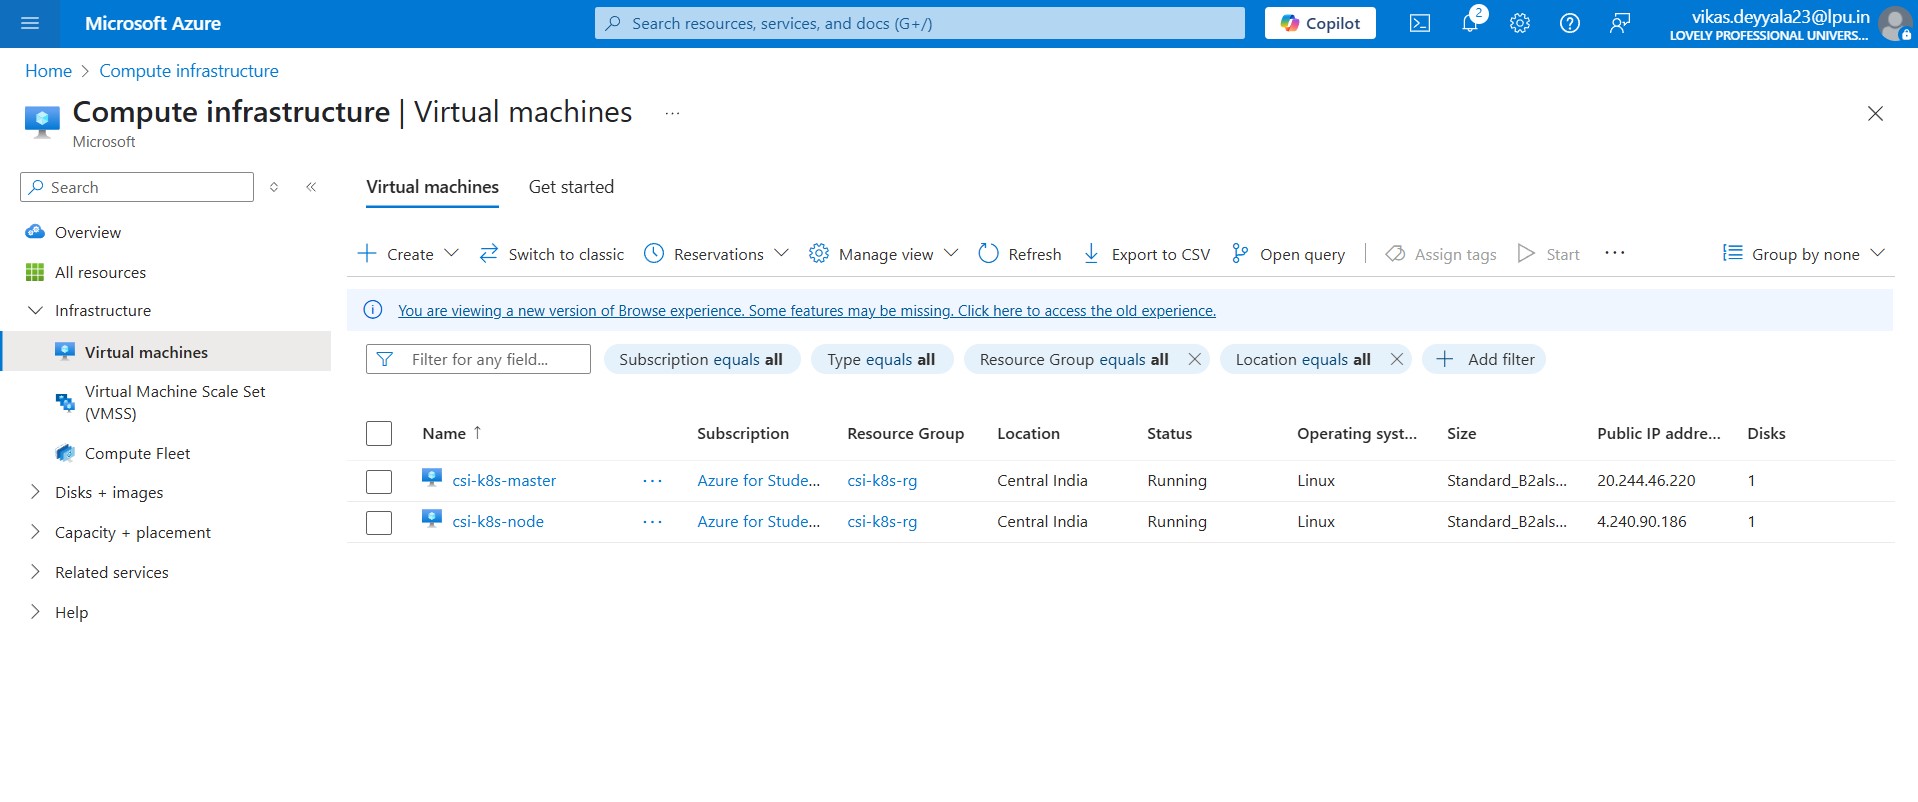 Microsoft Azure
Search resources, services, and docs (G+/)
Copilot
2
vikas.deyyala23@lpu.in
LOVELY PROFESSIONAL UNIVERS...
Home > Compute infrastructure
Compute infrastructure | Virtual machines ...
Microsoft
Search
Overview
All resources
Infrastructure
Virtual machines
Virtual Machine Scale Set
(VMSS)
Compute Fleet
Disks + images
Capacity + placement
Related services
Help
Virtual machines Get started
Create Switch to classic Reservations Manage view Refresh Export to CSV Open query Assign tags Start ... Group by none
You are viewing a new version of Browse experience. Some features may be missing. Click here to access the old experience.
Filter for any field... Subscription equals all Type equals all Resource Group equals all Location equals all Add filter
Name ↑ Subscription Resource Group Location Status Operating syst... Size Public IP addre... Disks
csi-k8s-master ... Azure for Stude... csi-k8s-rg Central India Running Linux Standard_B2als... 20.244.46.220 1
csi-k8s-node ... Azure for Stude... csi-k8s-rg Central India Running Linux Standard_B2als... 4.240.90.186 1